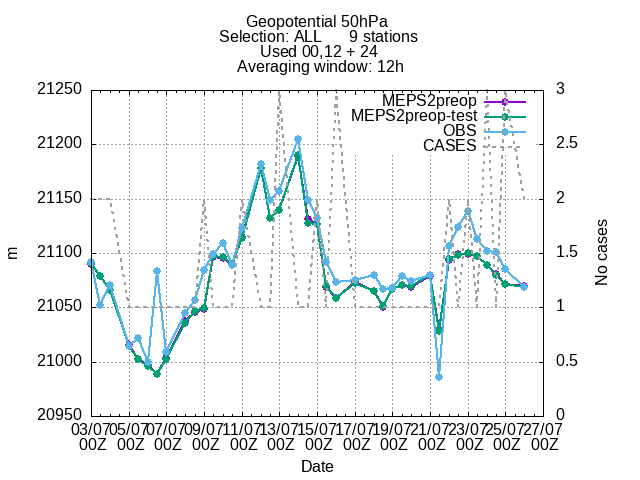 Geopotential 50hPa
Selection: ALL 9 stations
Used 00,12 + 24
Averaging window: 12h
MEPS2preop
MEPS2preop-test
OBS
CASES
21250
21200
21150
21100
21050
21000
20950
m
3
2.5
2
1.5
1
0.5
0
No cases
03/07 05/07 07/07 09/07 11/07 13/07 15/07 17/07 19/07 21/07 23/07 25/07 27/07
00Z 00Z 00Z 00Z 00Z 00Z 00Z 00Z 00Z 00Z 00Z 00Z 00Z
Date